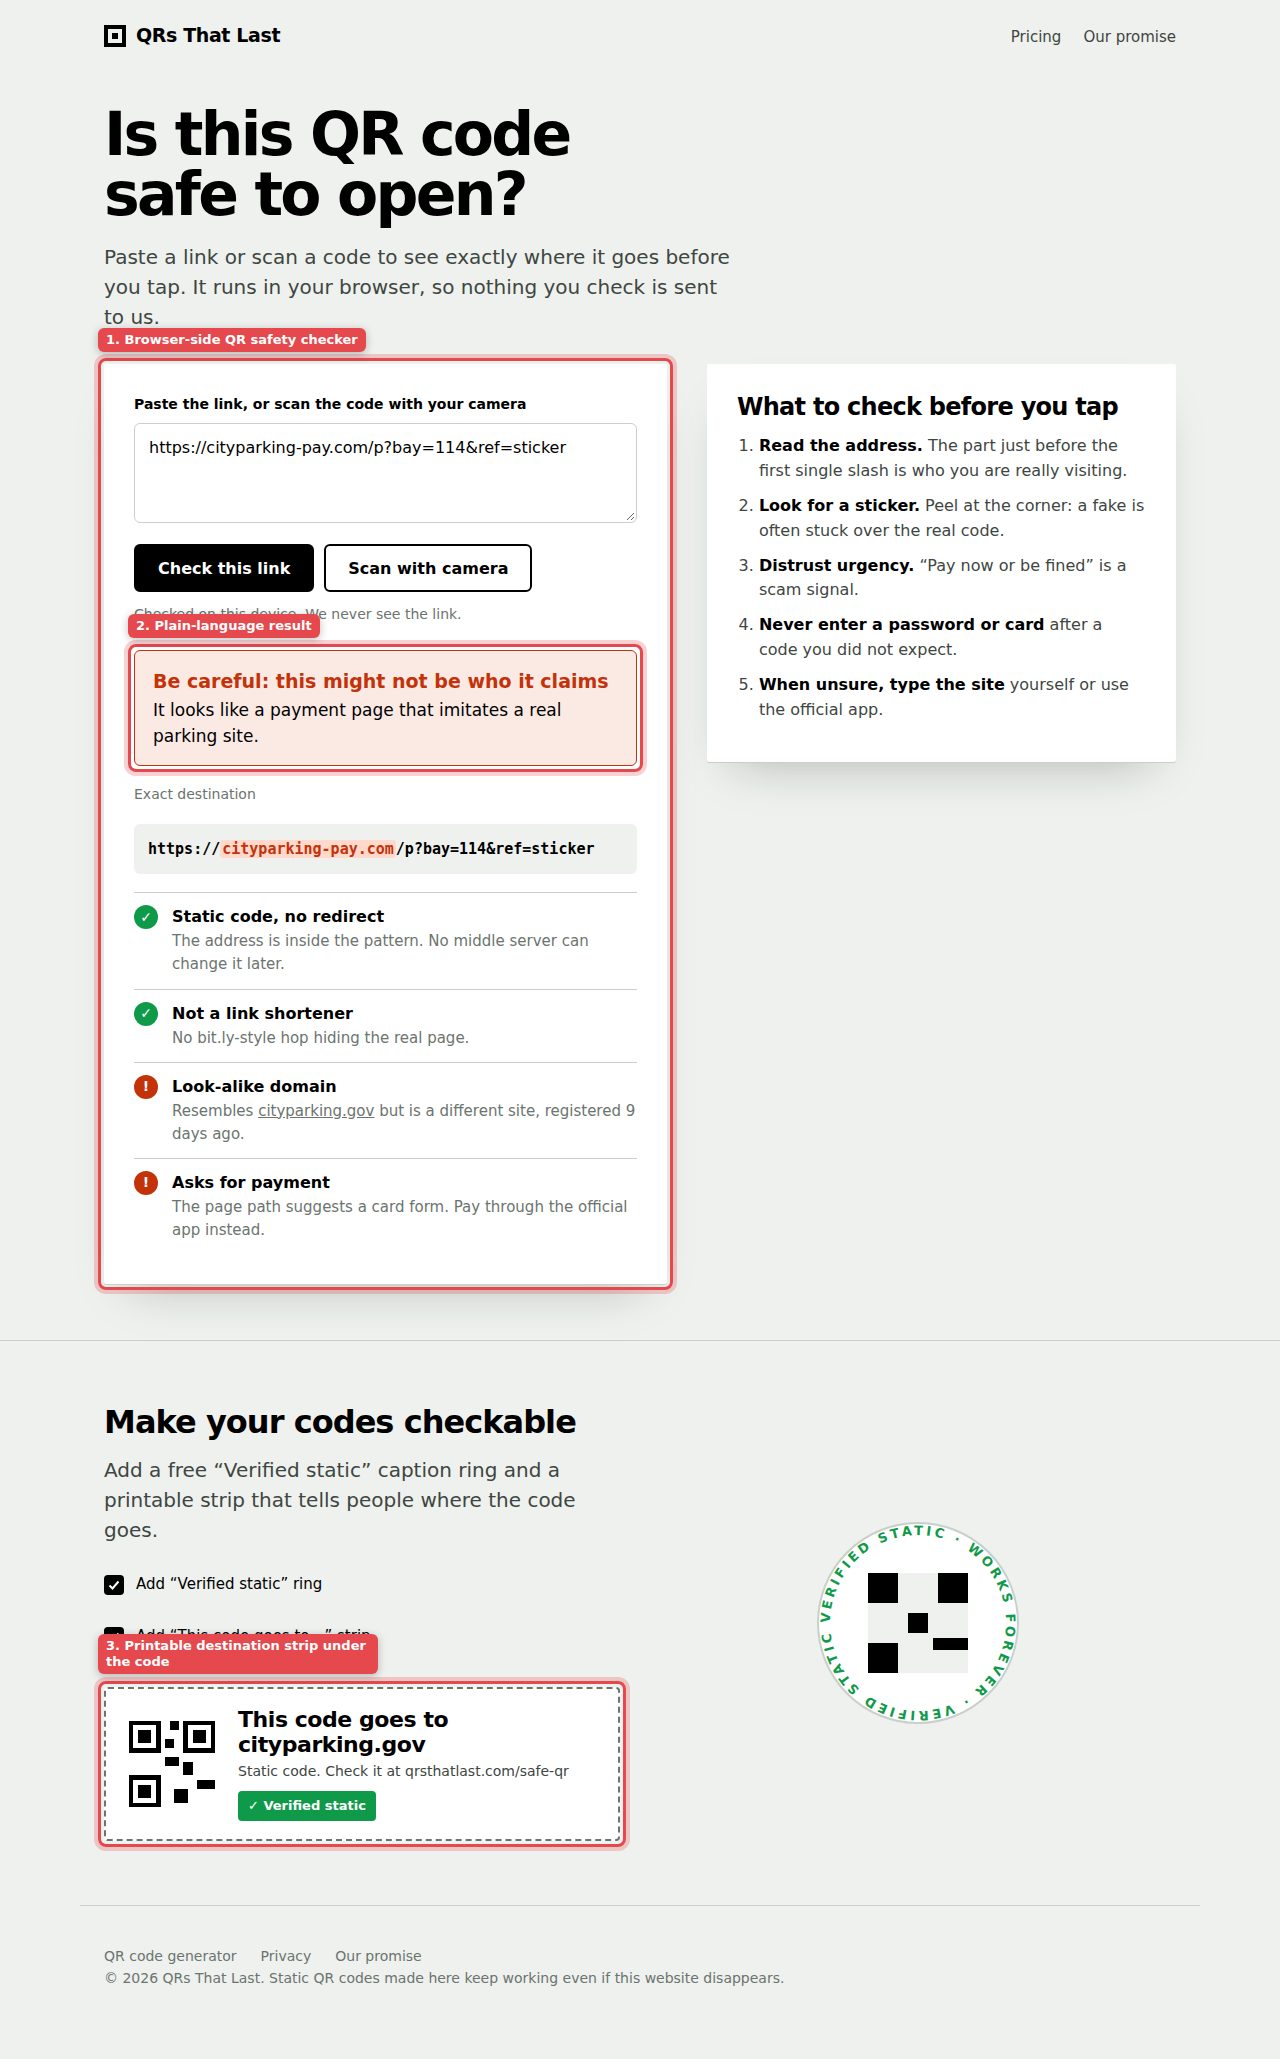 QRs That Last
Pricing
Our promise
Is this QR code
safe to open?
Paste a link or scan a code to see exactly where it goes before
you tap. It runs in your browser, so nothing you check is sent
to us.
1. Browser-side QR safety checker
Paste the link, or scan the code with your camera
https://cityparking-pay.com/p?bay=114&ref=sticker
Check this link
Scan with camera
Checked on this device. We never see the link.
2. Plain-language result
Be careful: this might not be who it claims
It looks like a payment page that imitates a real
parking site.
Exact destination
https://cityparking-pay.com/p?bay=114&ref=sticker
✓ Static code, no redirect
The address is inside the pattern. No middle server can
change it later.
✓ Not a link shortener
No bit.ly-style hop hiding the real page.
! Look-alike domain
Resembles cityparking.gov but is a different site, registered 9
days ago.
! Asks for payment
The page path suggests a card form. Pay through the official
app instead.
What to check before you tap
1. Read the address. The part just before the
first single slash is who you are really visiting.
2. Look for a sticker. Peel at the corner: a fake is
often stuck over the real code.
3. Distrust urgency. “Pay now or be fined” is a
scam signal.
4. Never enter a password or card after a
code you did not expect.
5. When unsure, type the site yourself or use
the official app.
Make your codes checkable
Add a free “Verified static” caption ring and a
printable strip that tells people where the code
goes.
Add “Verified static” ring
Add “This code goes to…” strip
3. Printable destination strip under
the code
This code goes to
cityparking.gov
Static code. Check it at qrsthatlast.com/safe-qr
✓ Verified static
VERIFIED STATIC · WORKS FOREVER · VERIFIED STATIC
QR code generator
Privacy
Our promise
© 2026 QRs That Last. Static QR codes made here keep working even if this website disappears.